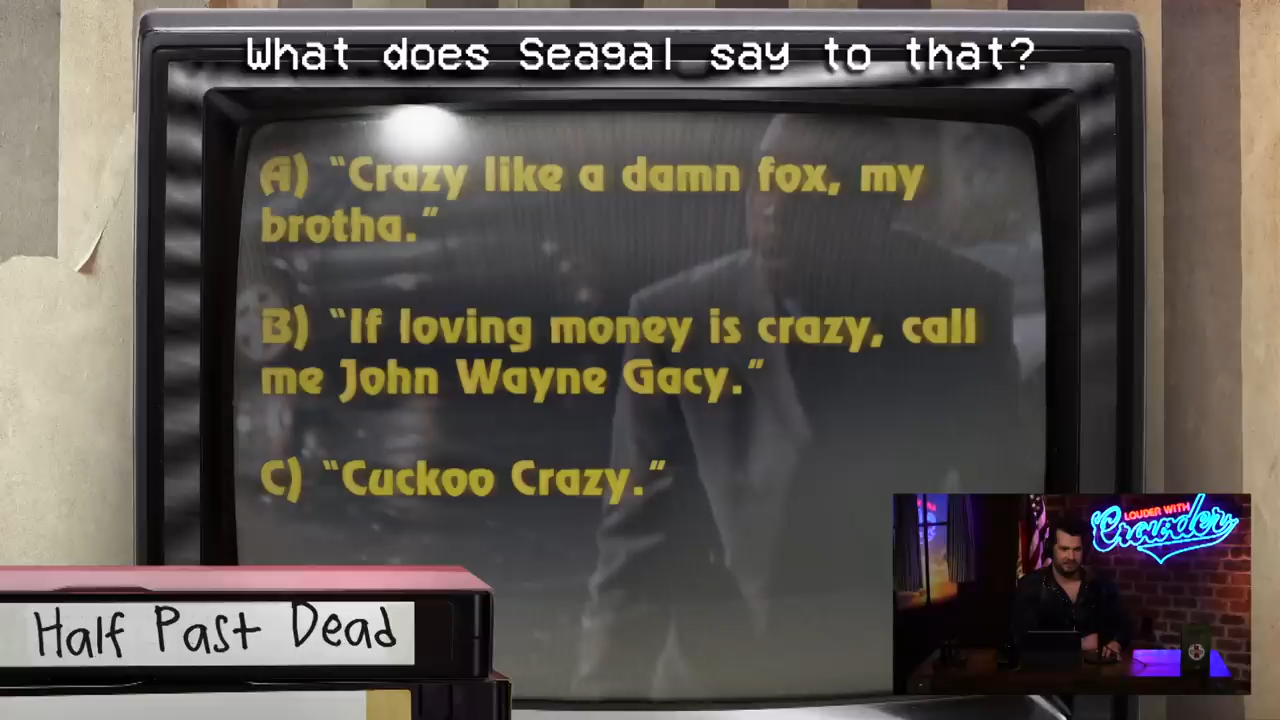 What does Seagal say to that?
A) “Crazy like a damn fox, my
brotha.”
B) “If loving money is crazy, call
me John Wayne Gacy.”
C) “Cuckoo Crazy.”
LOUDER WITH
Crowder
Half Past Dead